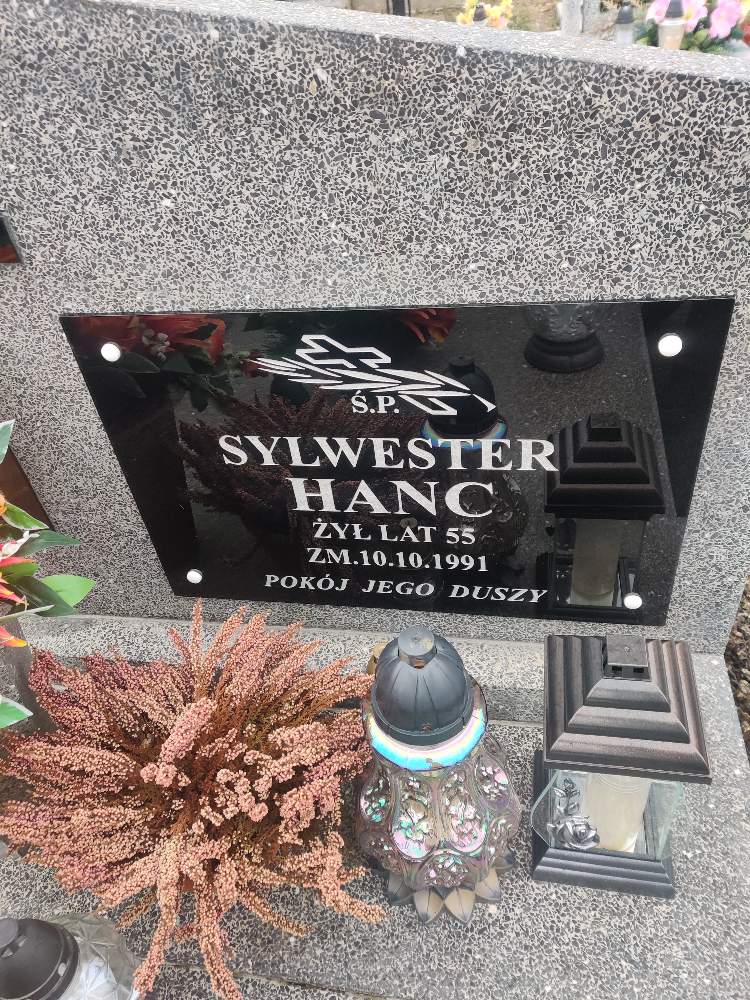 Ś.P.
SYLWESTER
HANC
ŻYŁ LAT 55
ZM.10.10.1991
POKÓJ JEGO DUSZY